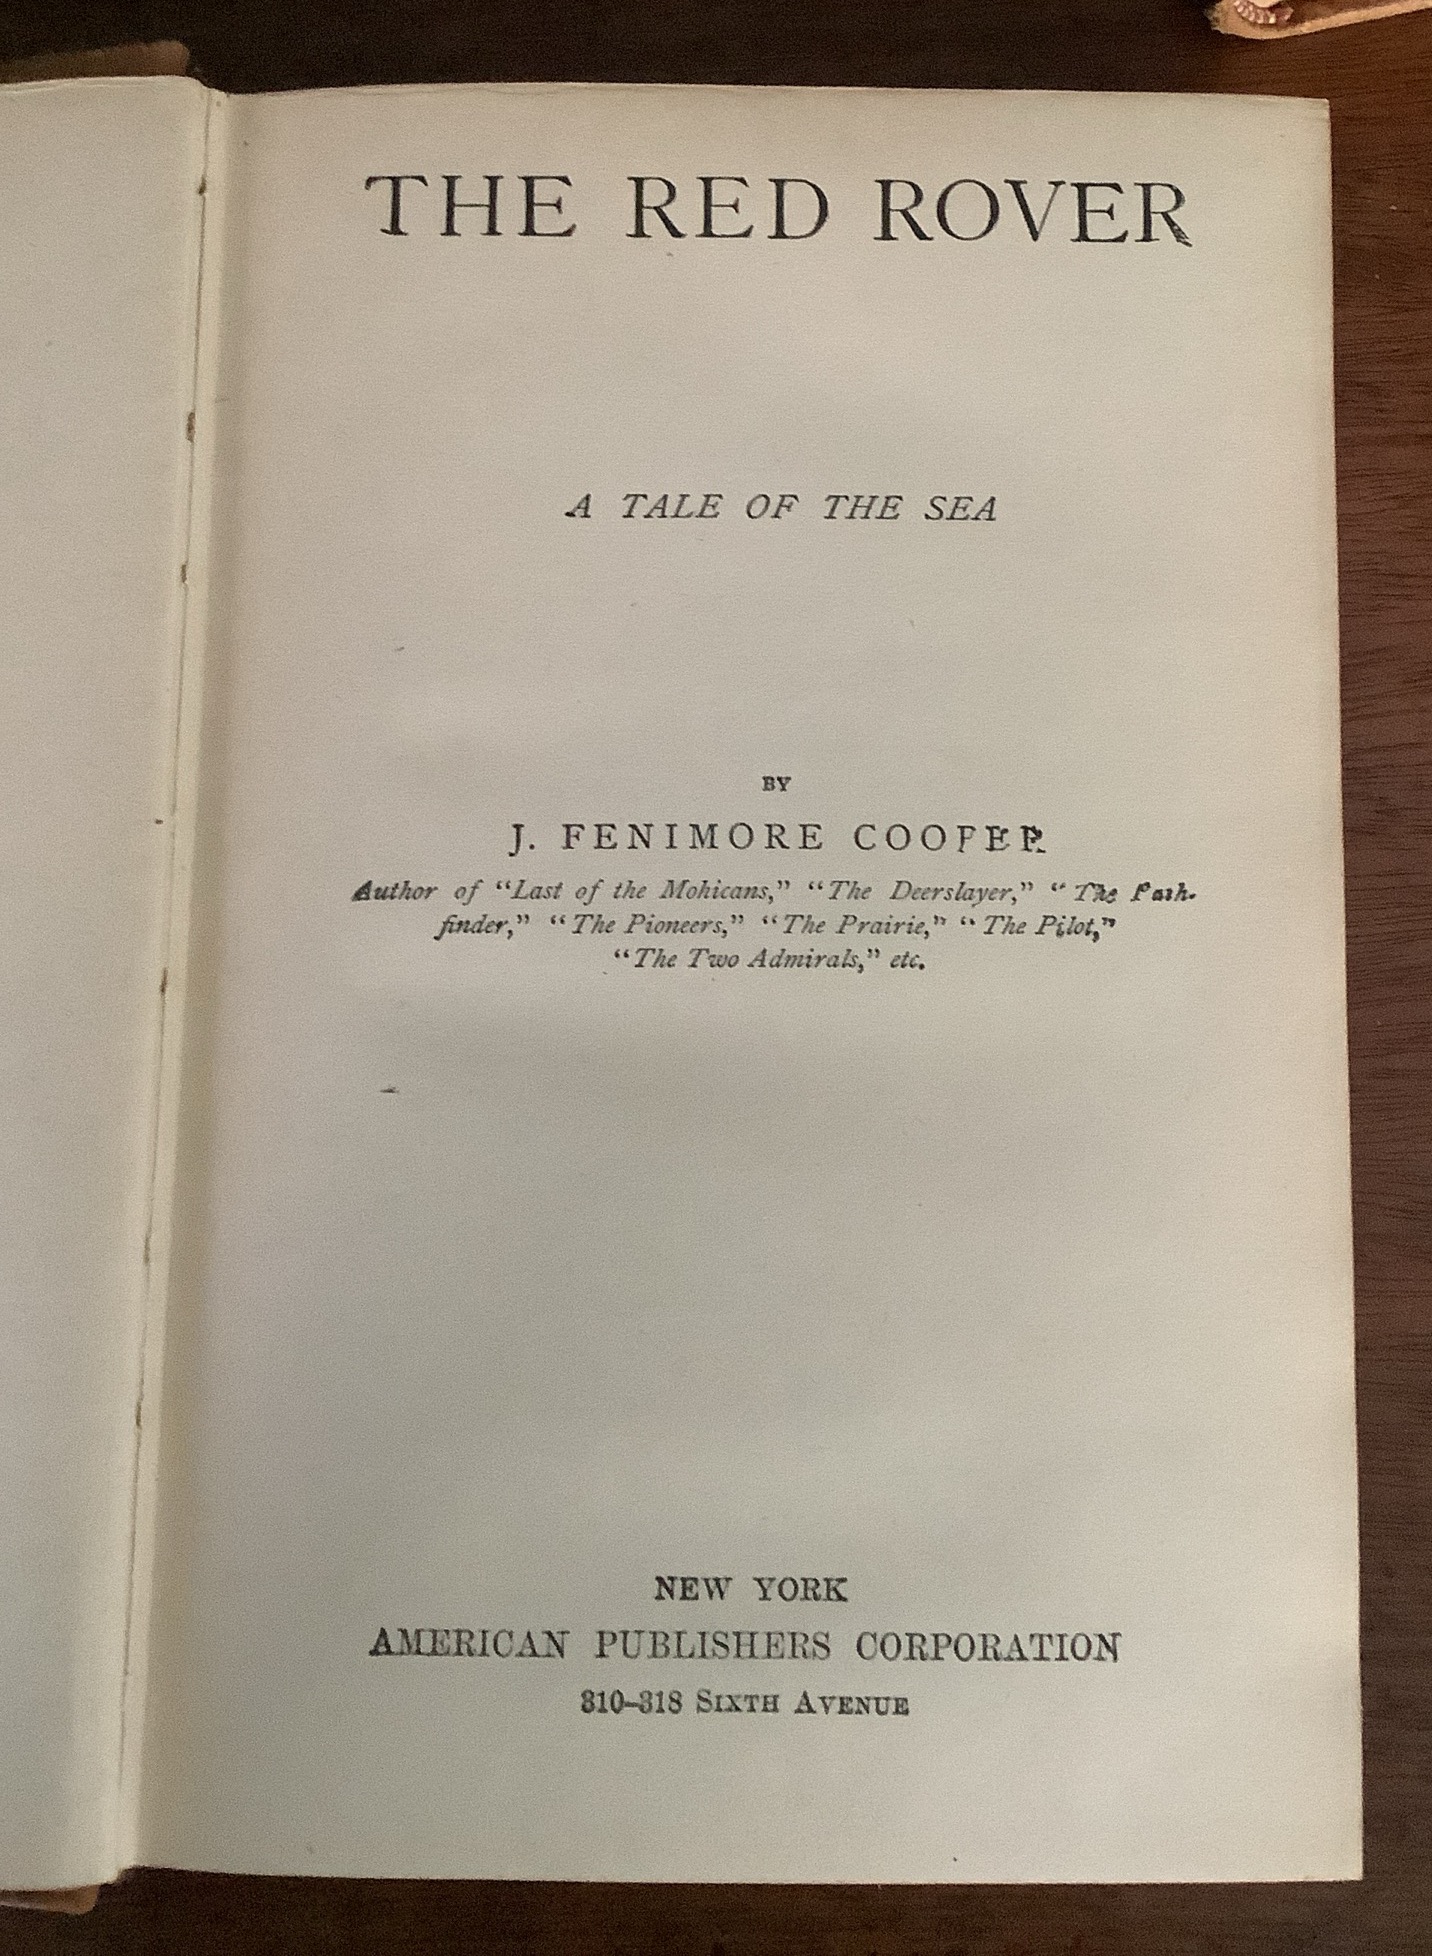 THE RED ROVER
A TALE OF THE SEA
BY
J. FENIMORE COOPER
Author of “Last of the Mohicans,” “The Deerslayer,” “The Path-
finder,” “The Pioneers,” “The Prairie,” “The Pilot,”
“The Two Admirals,” etc.
NEW YORK
AMERICAN PUBLISHERS CORPORATION
310–318 SIXTH AVENUE